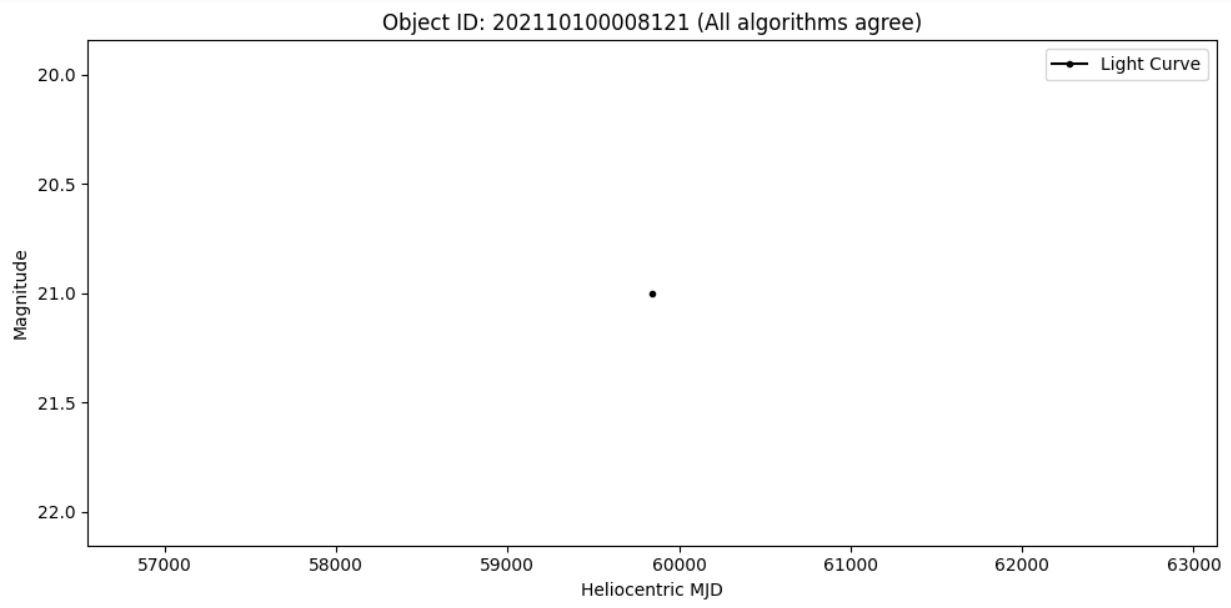 Object ID: 202110100008121 (All algorithms agree)
Light Curve
20.0
20.5
21.0
21.5
22.0
Magnitude
57000 58000 59000 60000 61000 62000 63000
Heliocentric MJD